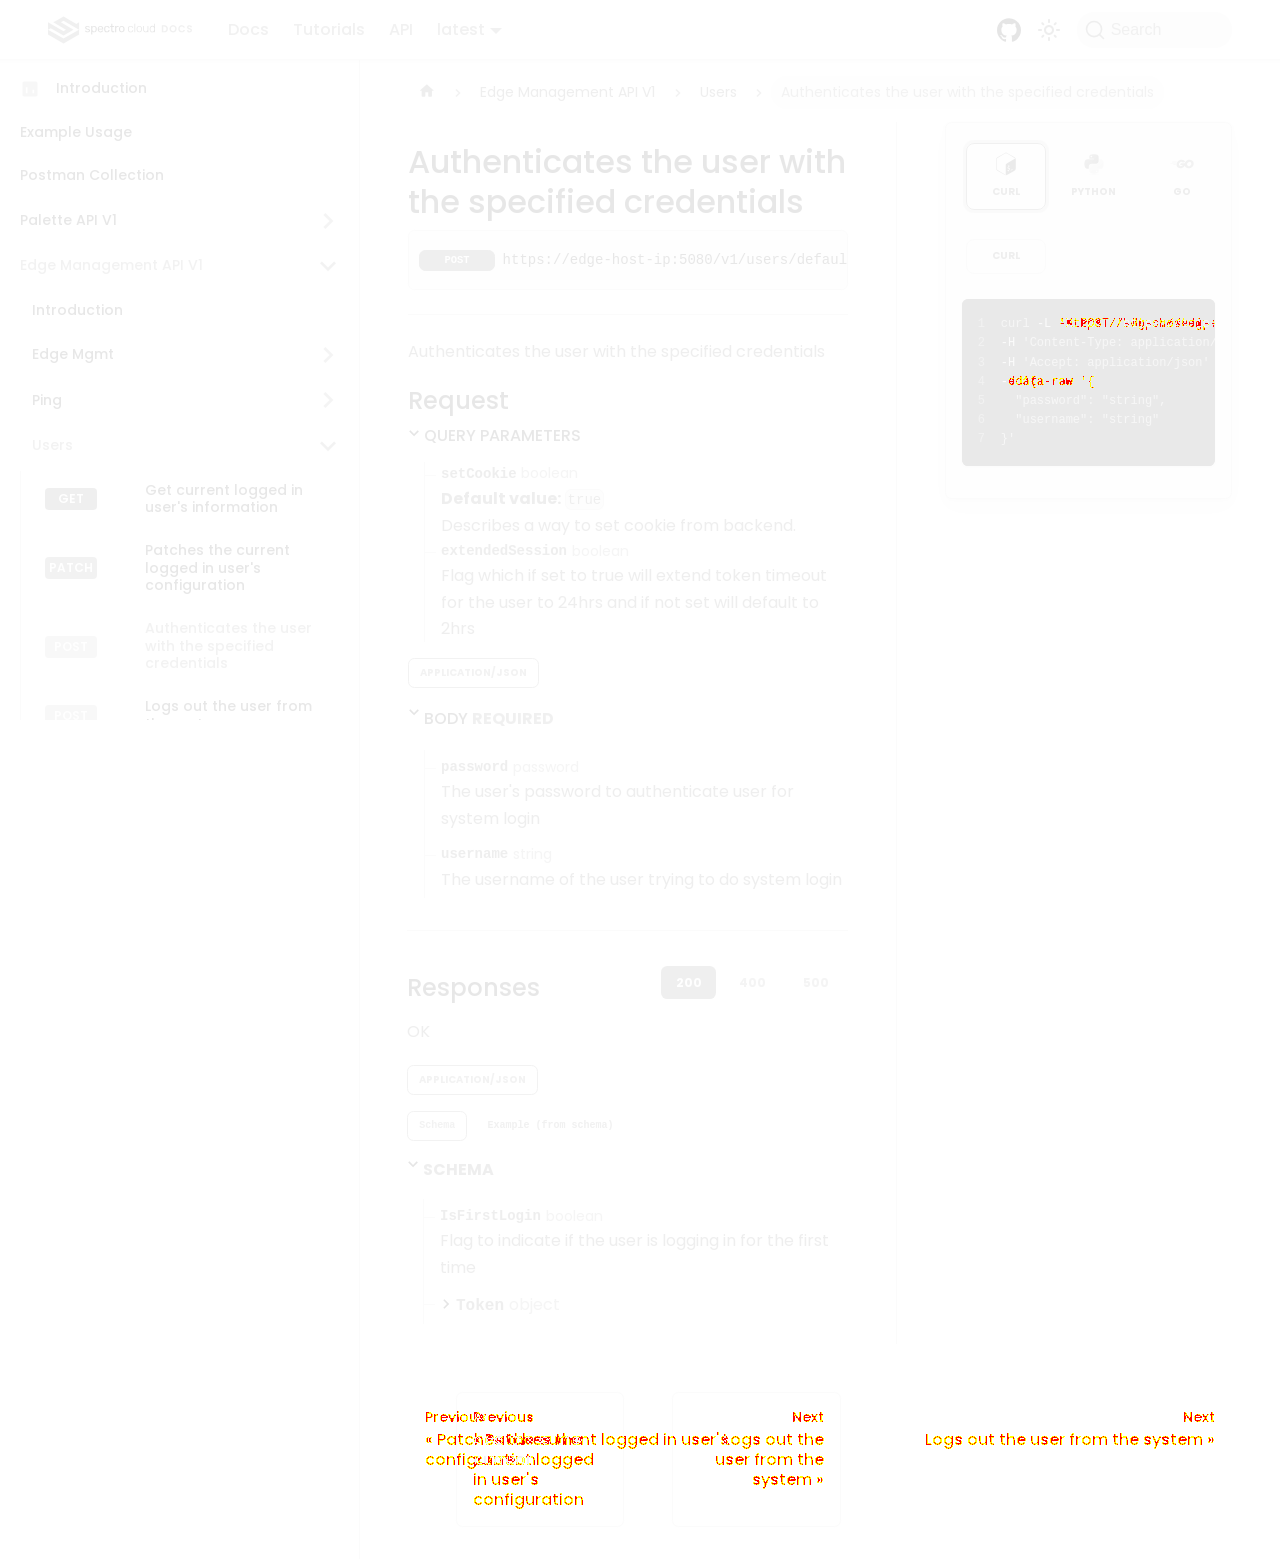 spectro cloud DOCS
Docs
Tutorials
API
latest
Search
Introduction
Example Usage
Postman Collection
Palette API V1
Edge Management API V1
Introduction
Edge Mgmt
Ping
Users
GET
Get current logged in
user's information
PATCH
Patches the current
logged in user's
configuration
POST
Authenticates the user
with the specified
credentials
POST
Logs out the user from
Edge Management API V1
Users
Authenticates the user with the specified credentials
Authenticates the user with
the specified credentials
POST https://edge-host-ip:5080/v1/users/defaul
Authenticates the user with the specified credentials
Request
QUERY PARAMETERS
setCookie boolean
Default value: true
Describes a way to set cookie from backend.
extendedSession boolean
Flag which if set to true will extend token timeout
for the user to 24hrs and if not set will default to
2hrs
APPLICATION/JSON
BODY REQUIRED
password password
The user's password to authenticate user for
system login
username string
The username of the user trying to do system login
Responses
200
400
500
OK
APPLICATION/JSON
Schema
Example (from schema)
SCHEMA
IsFirstLogin boolean
Flag to indicate if the user is logging in for the first
time
Token object
CURL
PYTHON
GO
CURL
1 curl -L
2 -H 'Content-Type: application/
3 -H 'Accept: application/json'
4
5 "password": "string",
6 "username": "string"
7 }'
Previous
Previous
logged in user's
in user's
configuration
Next
Logs out the
user from the
system »
Next
Logs out the user from the system »